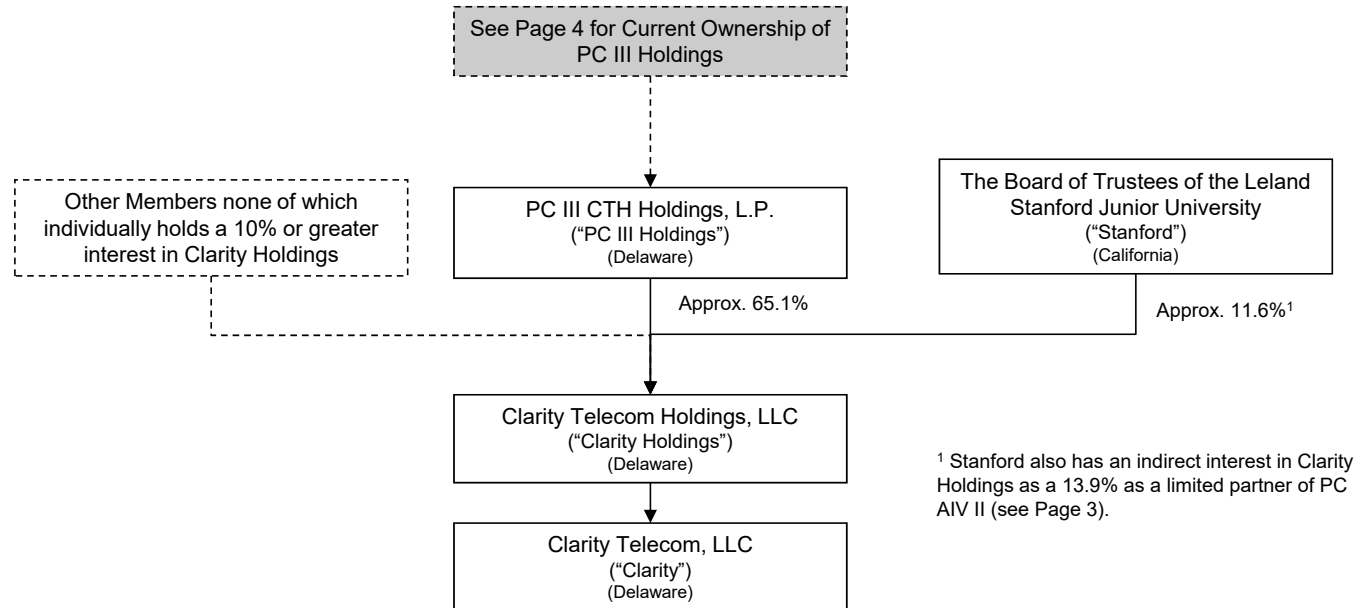 See Page 4 for Current Ownership of
PC III Holdings
Other Members none of which
individually holds a 10% or greater
interest in Clarity Holdings
PC III CTH Holdings, L.P.
(“PC III Holdings”)
(Delaware)
The Board of Trustees of the Leland
Stanford Junior University
(“Stanford”)
(California)
Approx. 65.1%
Approx. 11.6%¹
Clarity Telecom Holdings, LLC
(“Clarity Holdings”)
(Delaware)
¹ Stanford also has an indirect interest in Clarity
Holdings as a 13.9% as a limited partner of PC
AIV II (see Page 3).
Clarity Telecom, LLC
(“Clarity”)
(Delaware)